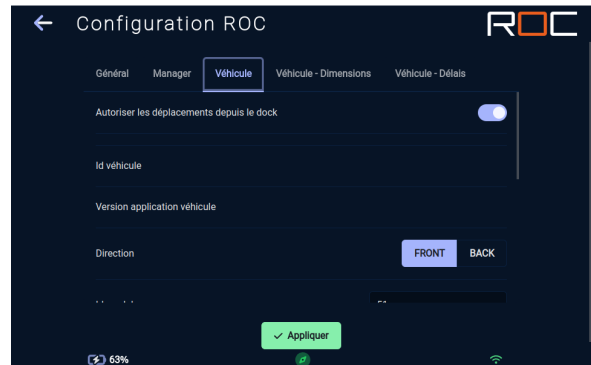 Configuration ROC
ROC
Général Manager Véhicule Véhicule - Dimensions Véhicule - Délais
Autoriser les déplacements depuis le dock
Id véhicule
Version application véhicule
Direction FRONT BACK
Appliquer
63%